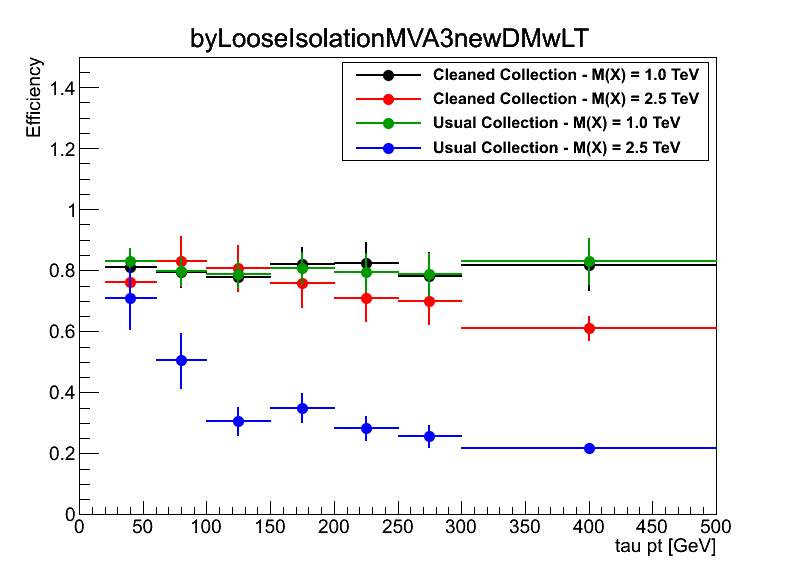 byLooseIsolationMVA3newDMwLT
Efficiency
Cleaned Collection - M(X) = 1.0 TeV
Cleaned Collection - M(X) = 2.5 TeV
Usual Collection - M(X) = 1.0 TeV
Usual Collection - M(X) = 2.5 TeV
1.4
1.2
1
0.8
0.6
0.4
0.2
0
0 50 100 150 200 250 300 350 400 450 500
tau pt [GeV]